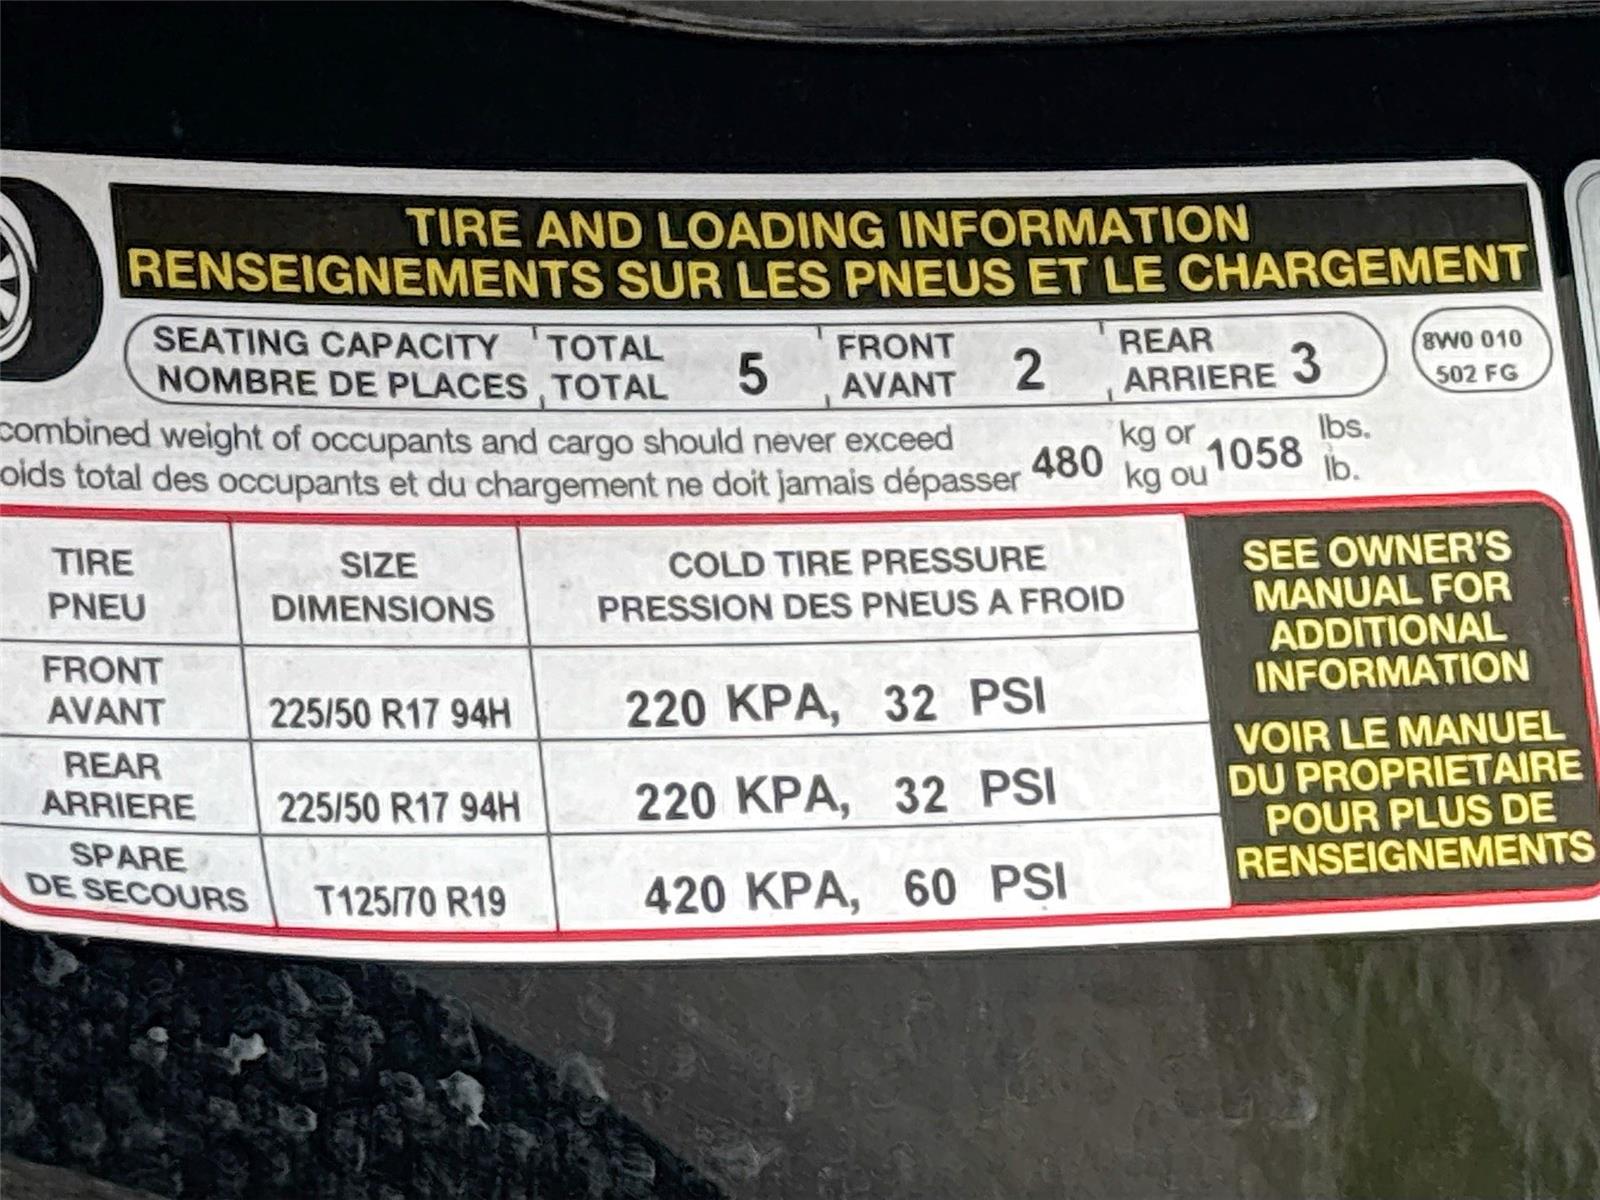 TIRE AND LOADING INFORMATION
RENSEIGNEMENTS SUR LES PNEUS ET LE CHARGEMENT
SEATING CAPACITY TOTAL 5 FRONT 2 REAR 3
NOMBRE DE PLACES TOTAL AVANT ARRIERE
8W0 010
502 FG
combined weight of occupants and cargo should never exceed 480 kg or 1058 lbs.
oids total des occupants et du chargement ne doit jamais dépasser kg ou lb.
TIRE SIZE COLD TIRE PRESSURE
PNEU DIMENSIONS PRESSION DES PNEUS A FROID
FRONT
AVANT 225/50 R17 94H 220 KPA, 32 PSI
REAR
ARRIERE 225/50 R17 94H 220 KPA, 32 PSI
SPARE
DE SECOURS T125/70 R19 420 KPA, 60 PSI
SEE OWNER'S
MANUAL FOR
ADDITIONAL
INFORMATION
VOIR LE MANUEL
DU PROPRIETAIRE
POUR PLUS DE
RENSEIGNEMENTS